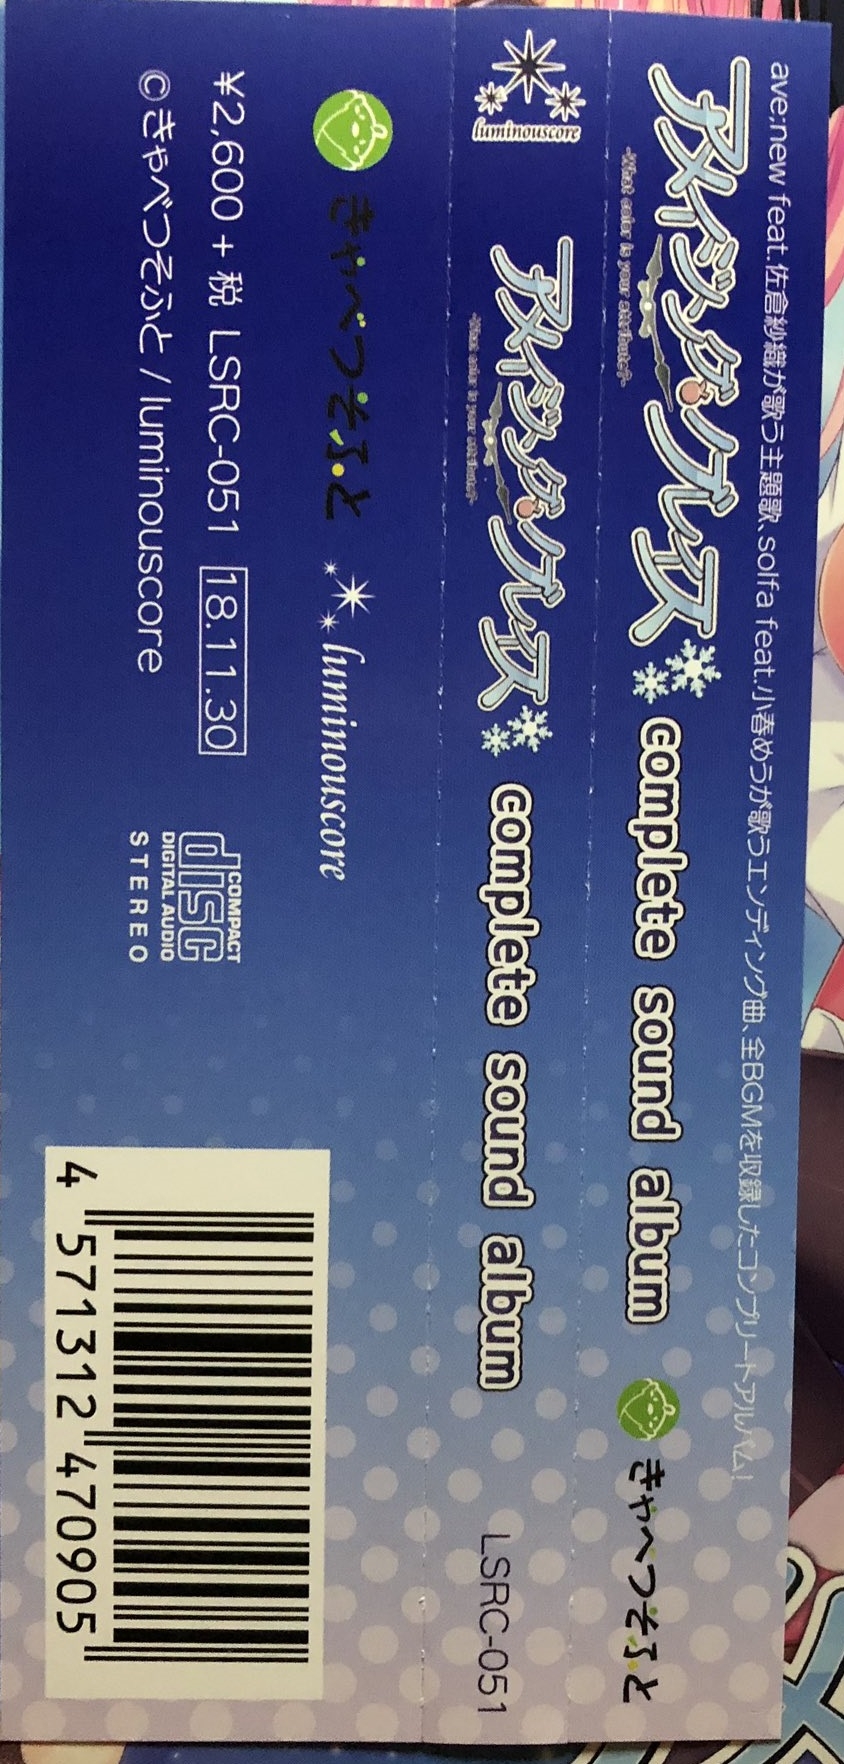 ave;new feat.佐倉紗織が歌う主題歌、solfa feat.小春めうが歌うエンディング曲、全BGMを収録したコンプリートアルバム!
アメイジング・グレイス
-What color is your attribute?-
complete sound album
きゃべつそふと
luminouscore
アメイジング・グレイス
-What color is your attribute?-
complete sound album
LSRC-051
きゃべつそふと
luminouscore
¥2,600+税 LSRC-051 18.11.30
©きゃべつそふと / luminouscore
COMPACT
disc
DIGITAL AUDIO
STEREO
4 571312 470905